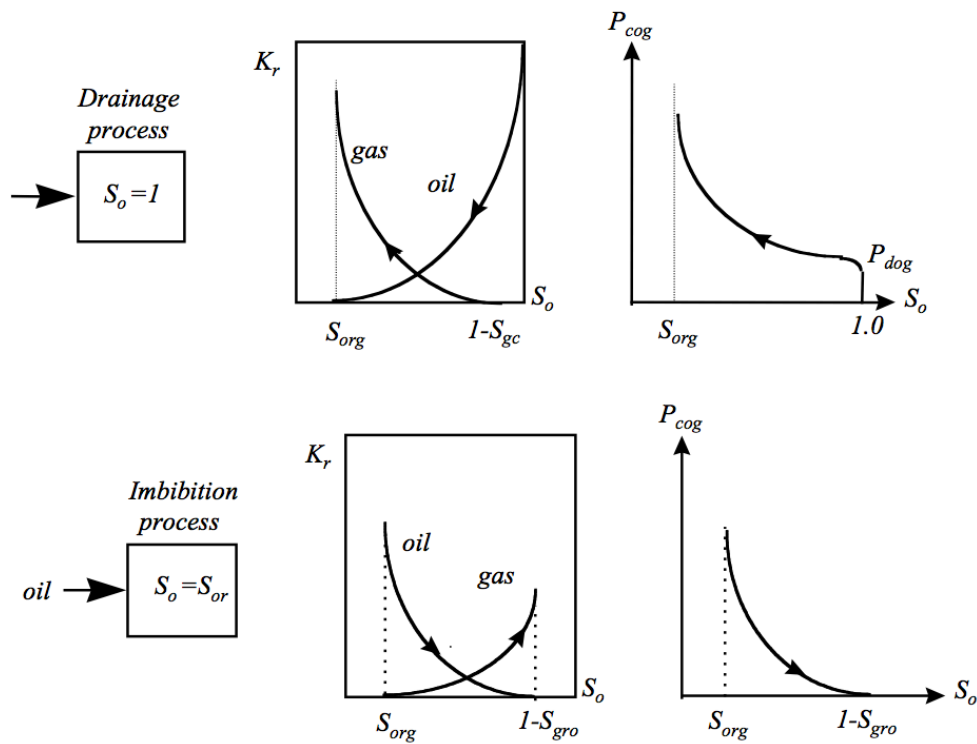 Drainage
process
S_o=1
K_r
gas
oil
S_o
S_org
1-S_gc
P_cog
P_dog
S_o
S_org
1.0
Imbibition
process
oil
S_o=S_or
K_r
oil
gas
S_o
S_org
1-S_gro
P_cog
S_o
S_org
1-S_gro